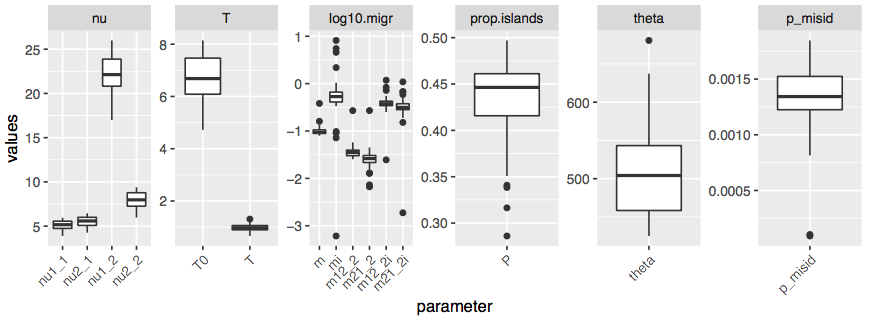 nu T log10.migr prop.islands theta p_misid
values
25
20
15
10
5
8
6
4
2
1
0
−1
−2
−3
0.50
0.45
0.40
0.35
0.30
600
500
0.0015
0.0010
0.0005
nu1_1 nu2_1 nu1_2 nu2_2
T0 T
m mi m12_2 m21_2 m12_2i m21_2i
P
theta
p_misid
parameter